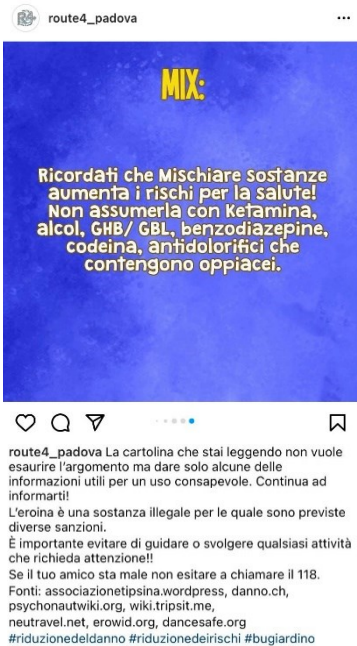 route4_padova
MIX:
Ricordati che Mischiare sostanze
aumenta i rischi per la salute!
Non assumerla con Ketamina,
alcol, GHB/ GBL, benzodiazepine,
codeina, antidolorifici che
contengono oppiacei.
route4_padova La cartolina che stai leggendo non vuole
esaurire l'argomento ma dare solo alcune delle
informazioni utili per un uso consapevole. Continua ad
informarti!
L'eroina è una sostanza illegale per le quale sono previste
diverse sanzioni.
È importante evitare di guidare o svolgere qualsiasi attività
che richieda attenzione!!
Se il tuo amico sta male non esitare a chiamare il 118.
Fonti: associazionetipsina.wordpress, danno.ch,
psychonautwiki.org, wiki.tripsit.me,
neutravel.net, erowid.org, dancesafe.org
#riduzionedeldanno #riduzionedeirischi #bugiardino